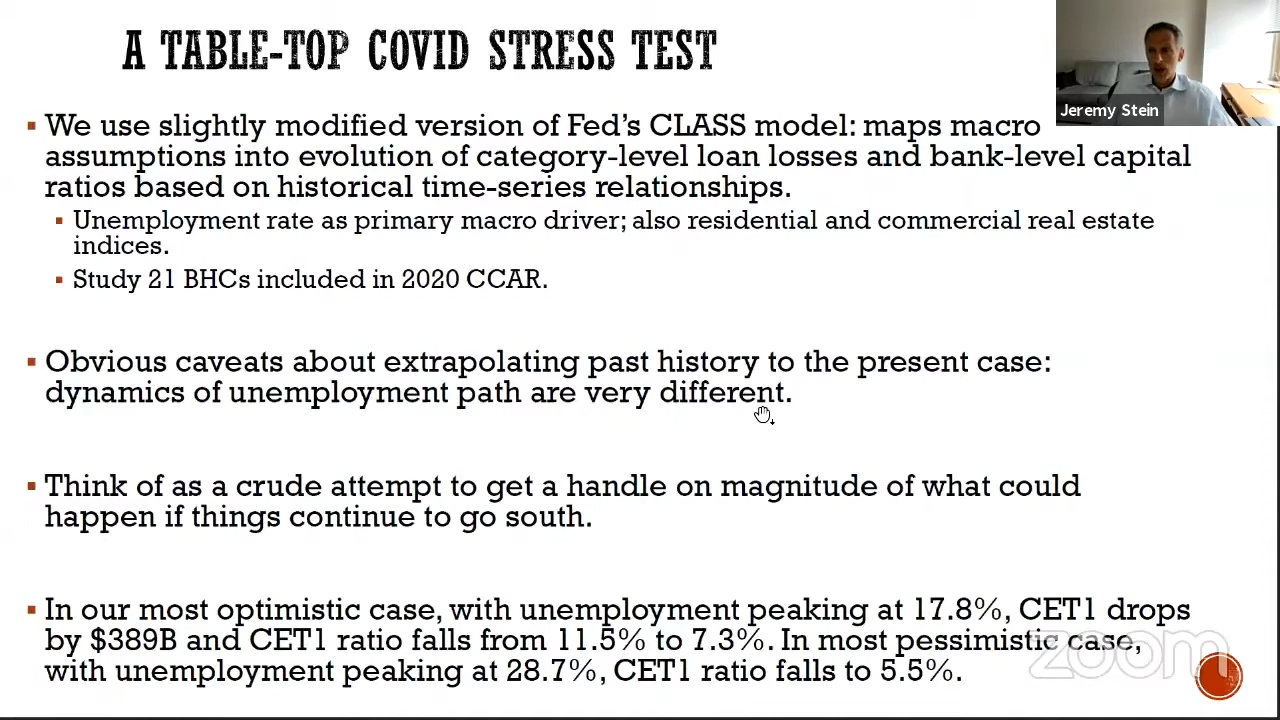 A TABLE-TOP COVID STRESS TEST
Jeremy Stein
▪ We use slightly modified version of Fed's CLASS model: maps macro
assumptions into evolution of category-level loan losses and bank-level capital
ratios based on historical time-series relationships.
▪ Unemployment rate as primary macro driver; also residential and commercial real estate
indices.
▪ Study 21 BHCs included in 2020 CCAR.
▪ Obvious caveats about extrapolating past history to the present case:
dynamics of unemployment path are very different.
▪ Think of as a crude attempt to get a handle on magnitude of what could
happen if things continue to go south.
▪ In our most optimistic case, with unemployment peaking at 17.8%, CET1 drops
by $389B and CET1 ratio falls from 11.5% to 7.3%. In most pessimistic case,
with unemployment peaking at 28.7%, CET1 ratio falls to 5.5%.
zoom